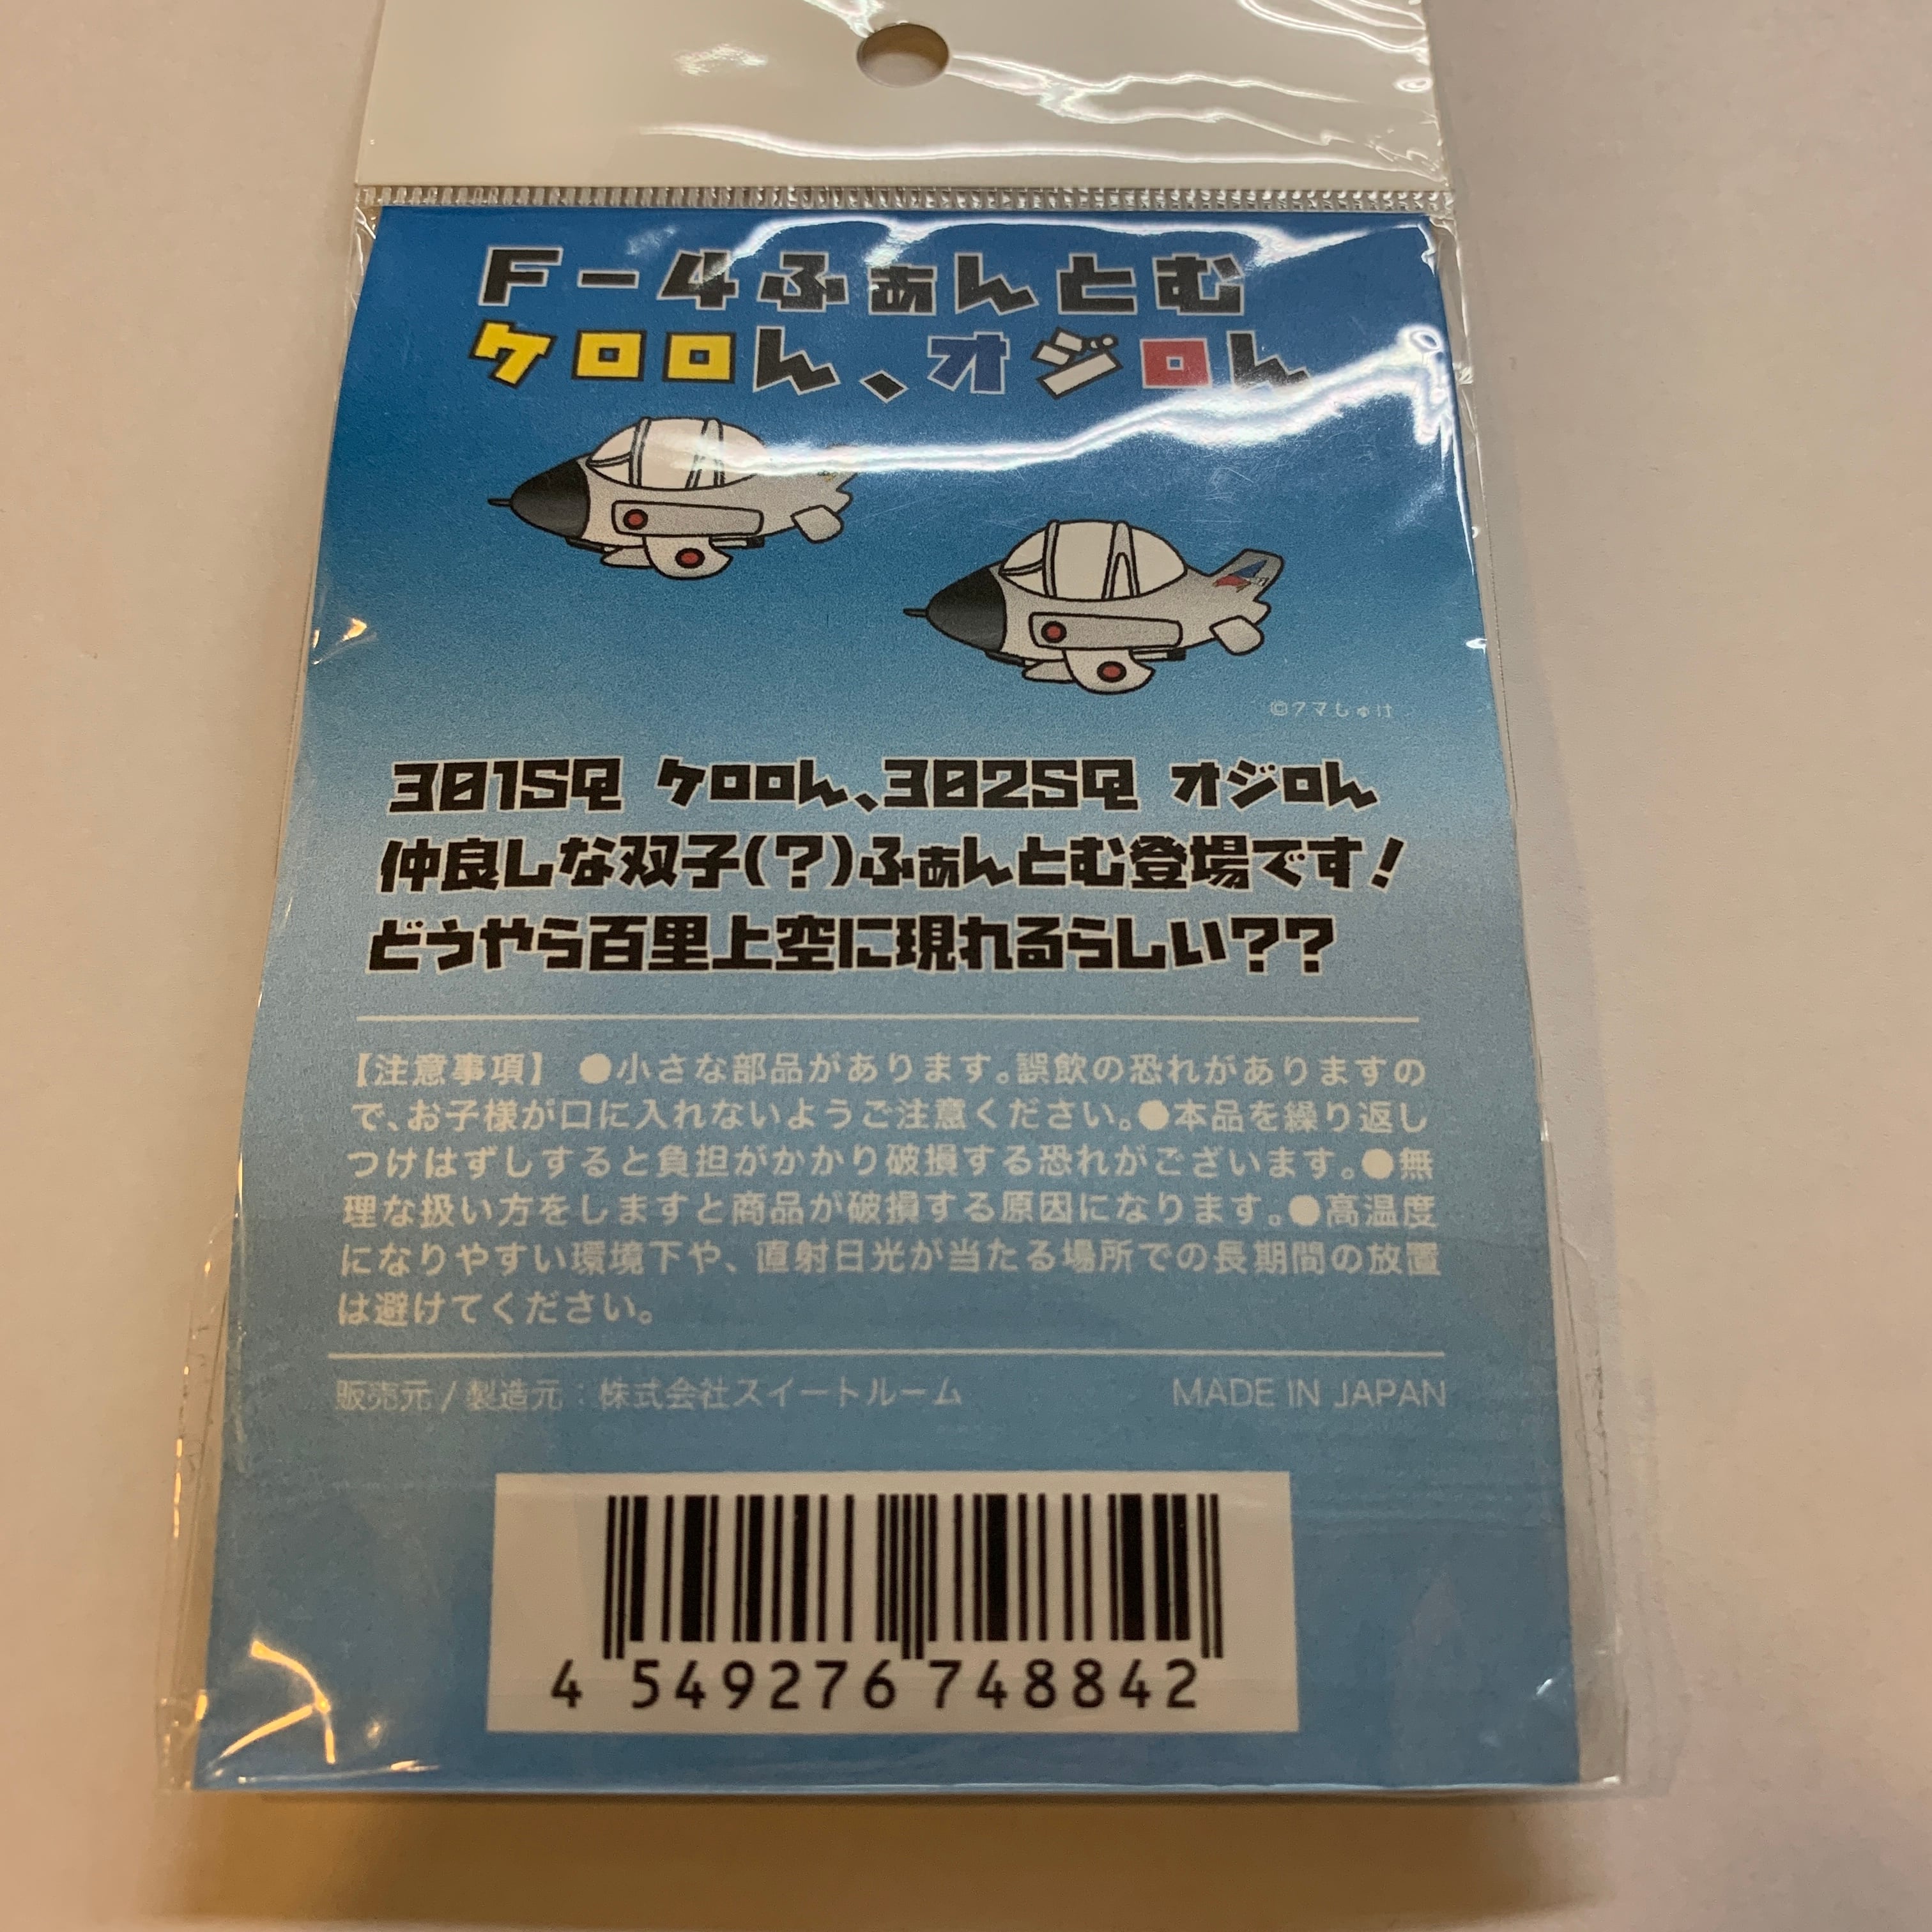 F-4ふぁんとむ
ケロロん、オジロん
©クマしゅけ
301SQ ケロロん、302SQ オジロん
仲良しな双子(?)ふぁんとむ登場です!
どうやら百里上空に現れるらしい??
【注意事項】 ●小さな部品があります。誤飲の恐れがありますの
で、お子様が口に入れないようご注意ください。●本品を繰り返し
つけはずしすると負担がかかり破損する恐れがございます。●無
理な扱い方をしますと商品が破損する原因になります。●高温度
になりやすい環境下や、直射日光が当たる場所での長期間の放置
は避けてください。
販売元 / 製造元 : 株式会社スイートルーム MADE IN JAPAN
4 549276 748842